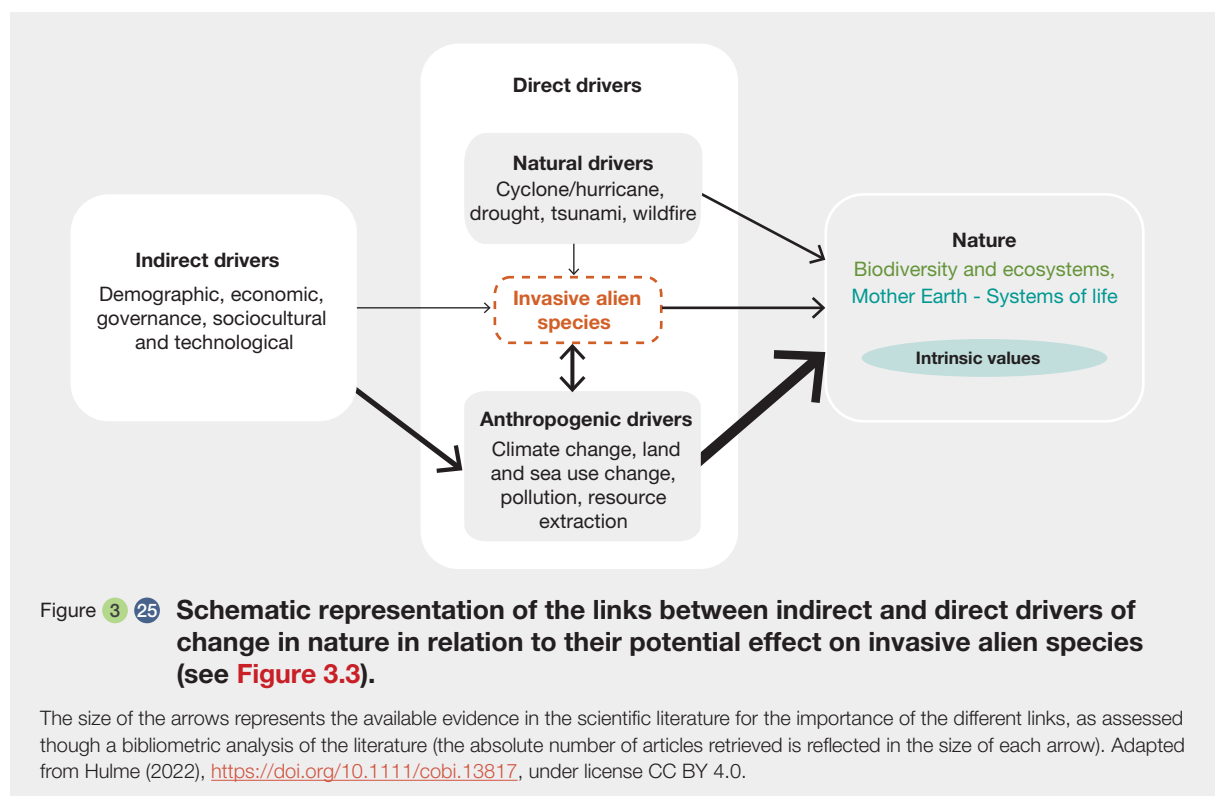 Direct drivers
Natural drivers
Cyclone/hurricane,
drought, tsunami, wildfire
Indirect drivers
Demographic, economic,
governance, sociocultural
and technological
Invasive alien
species
Anthropogenic drivers
Climate change, land
and sea use change,
pollution, resource
extraction
Nature
Biodiversity and ecosystems,
Mother Earth - Systems of life
Intrinsic values
Figure 3 25 Schematic representation of the links between indirect and direct drivers of
change in nature in relation to their potential effect on invasive alien species
(see Figure 3.3).
The size of the arrows represents the available evidence in the scientific literature for the importance of the different links, as assessed
though a bibliometric analysis of the literature (the absolute number of articles retrieved is reflected in the size of each arrow). Adapted
from Hulme (2022), https://doi.org/10.1111/cobi.13817, under license CC BY 4.0.